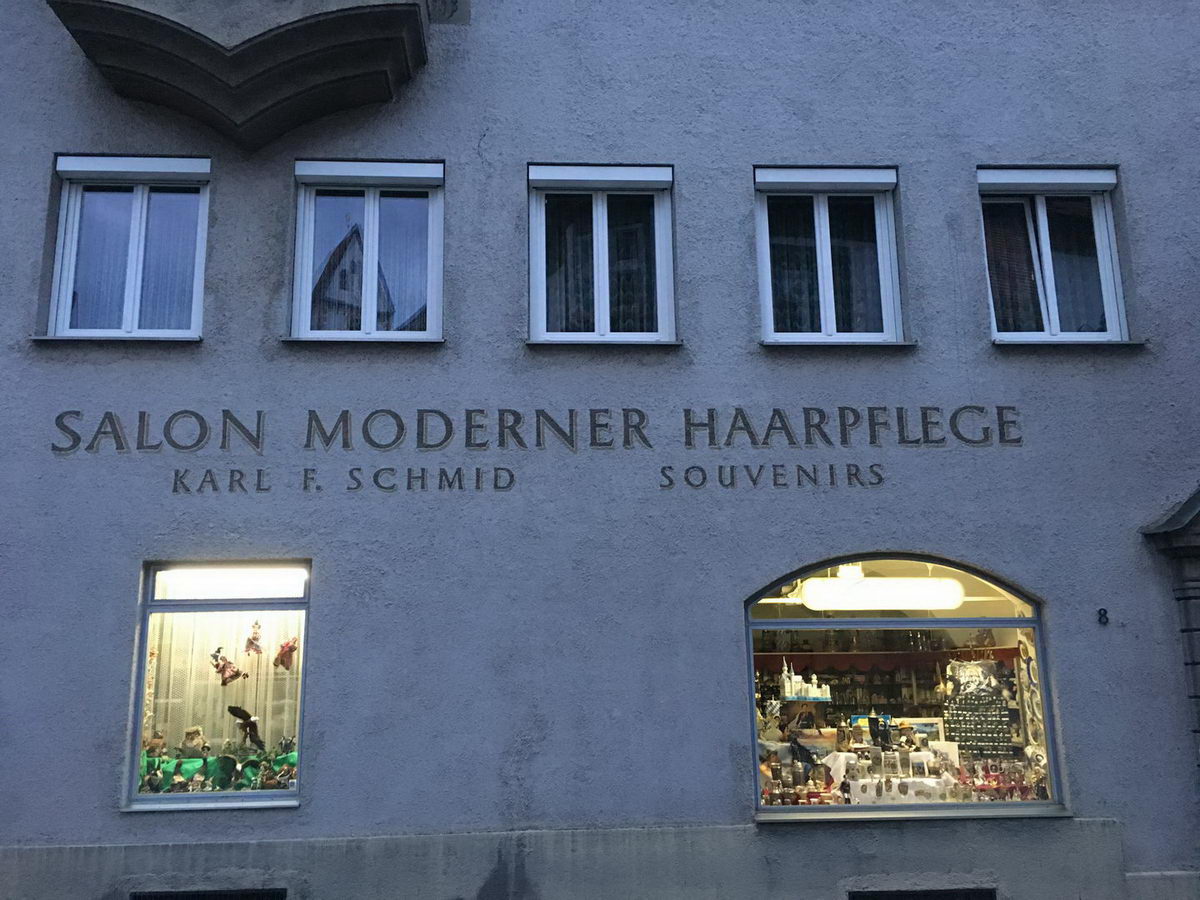 SALON MODERNER HAARPFLEGE
KARL F. SCHMID SOUVENIRS
8